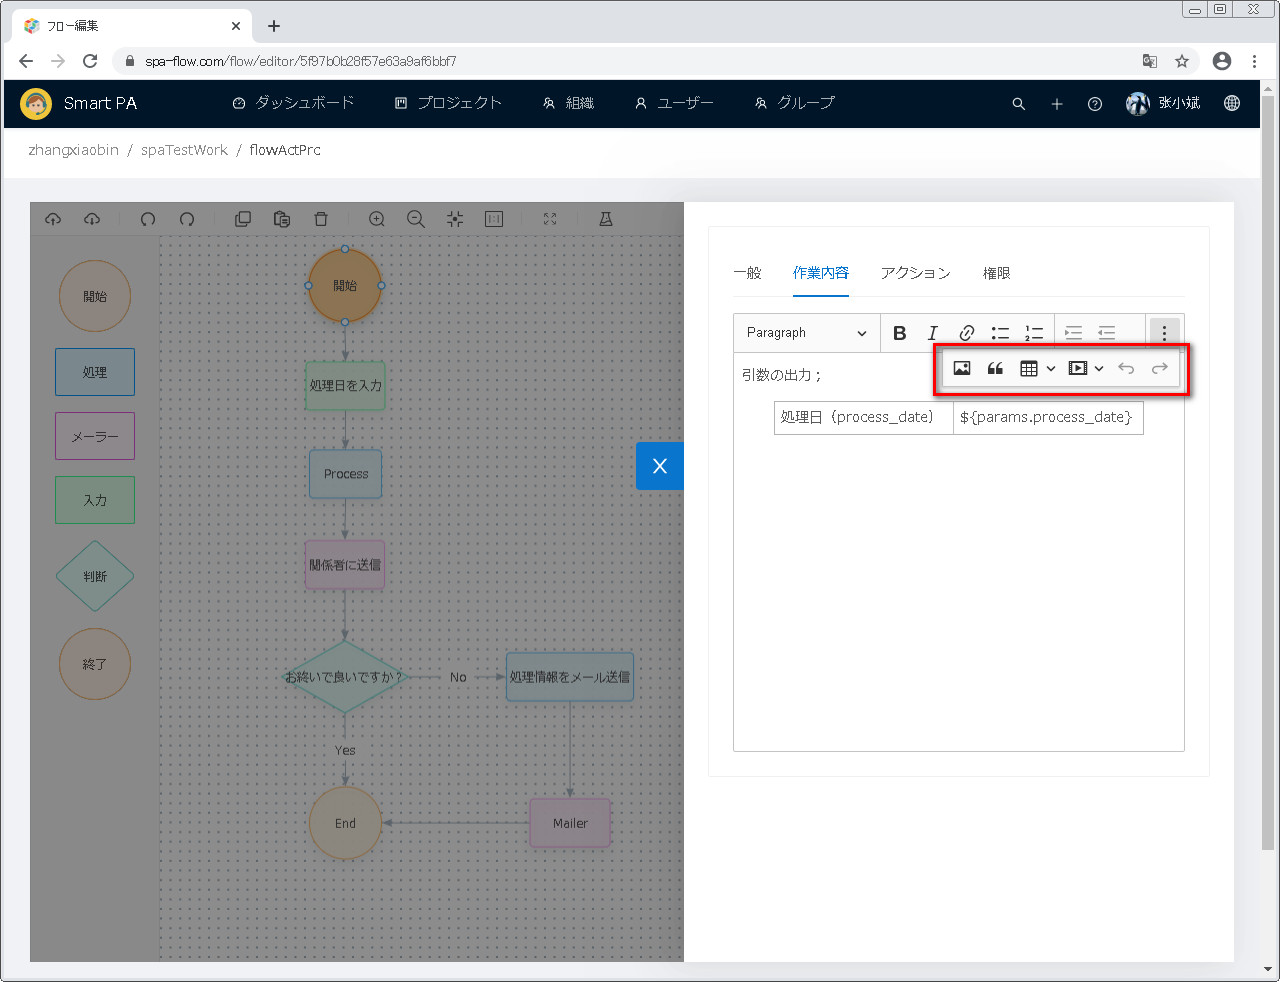 フロー編集
spa-flow.com/flow/editor/5f97b0b28f57e63a9af6bbf7
Smart PA
ダッシュボード
プロジェクト
組織
ユーザー
グループ
张小斌
zhangxiaobin / spaTestWork / flowActPrc
開始
処理
メーラー
入力
判断
終了
開始
処理日を入力
Process
関係者に送信
お終いで良いですか？
No
処理情報をメール送信
Yes
End
Mailer
X
一般
作業内容
アクション
権限
Paragraph
B
I
引数の出力；
処理日（process_date） ${params.process_date}